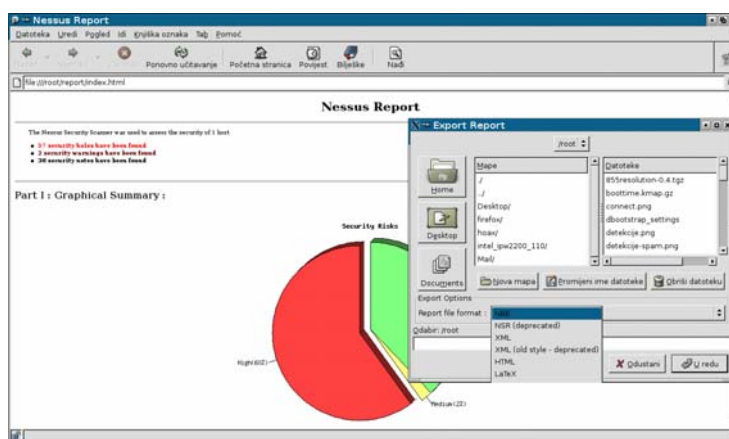 Nessus Report
Datoteka Uredi Pogled Idi Knjiška oznaka Tab Pomoć
Ponovno učitavanje Početna stranica Povijest Bilješke Nađi
file:///root/report/index.html
Nessus Report
The Nessus Security Scanner was used to assess the security of 1 host
security holes have been found
2 security warnings have been found
security notes have been found
Part I : Graphical Summary :
Security Risks
Medium(2%)
Export Report
/root
Home
Desktop
Documents
Mape
./
../
Desktop/
firefox/
hoax/
intel_ipw2200_110/
Mail/
Datoteke
855resolution-0.4.tgz
boottime.kmap.gz
connect.png
dbootstrap_settings
detekcije.png
detekcije-spam.png
Nova mapa Promijeni ime datoteke Obriši datoteku
Export Options
Report file format :
NSR (deprecated)
XML
XML (old style - deprecated)
HTML
LaTeX
Odabir: /root
Odustani U redu